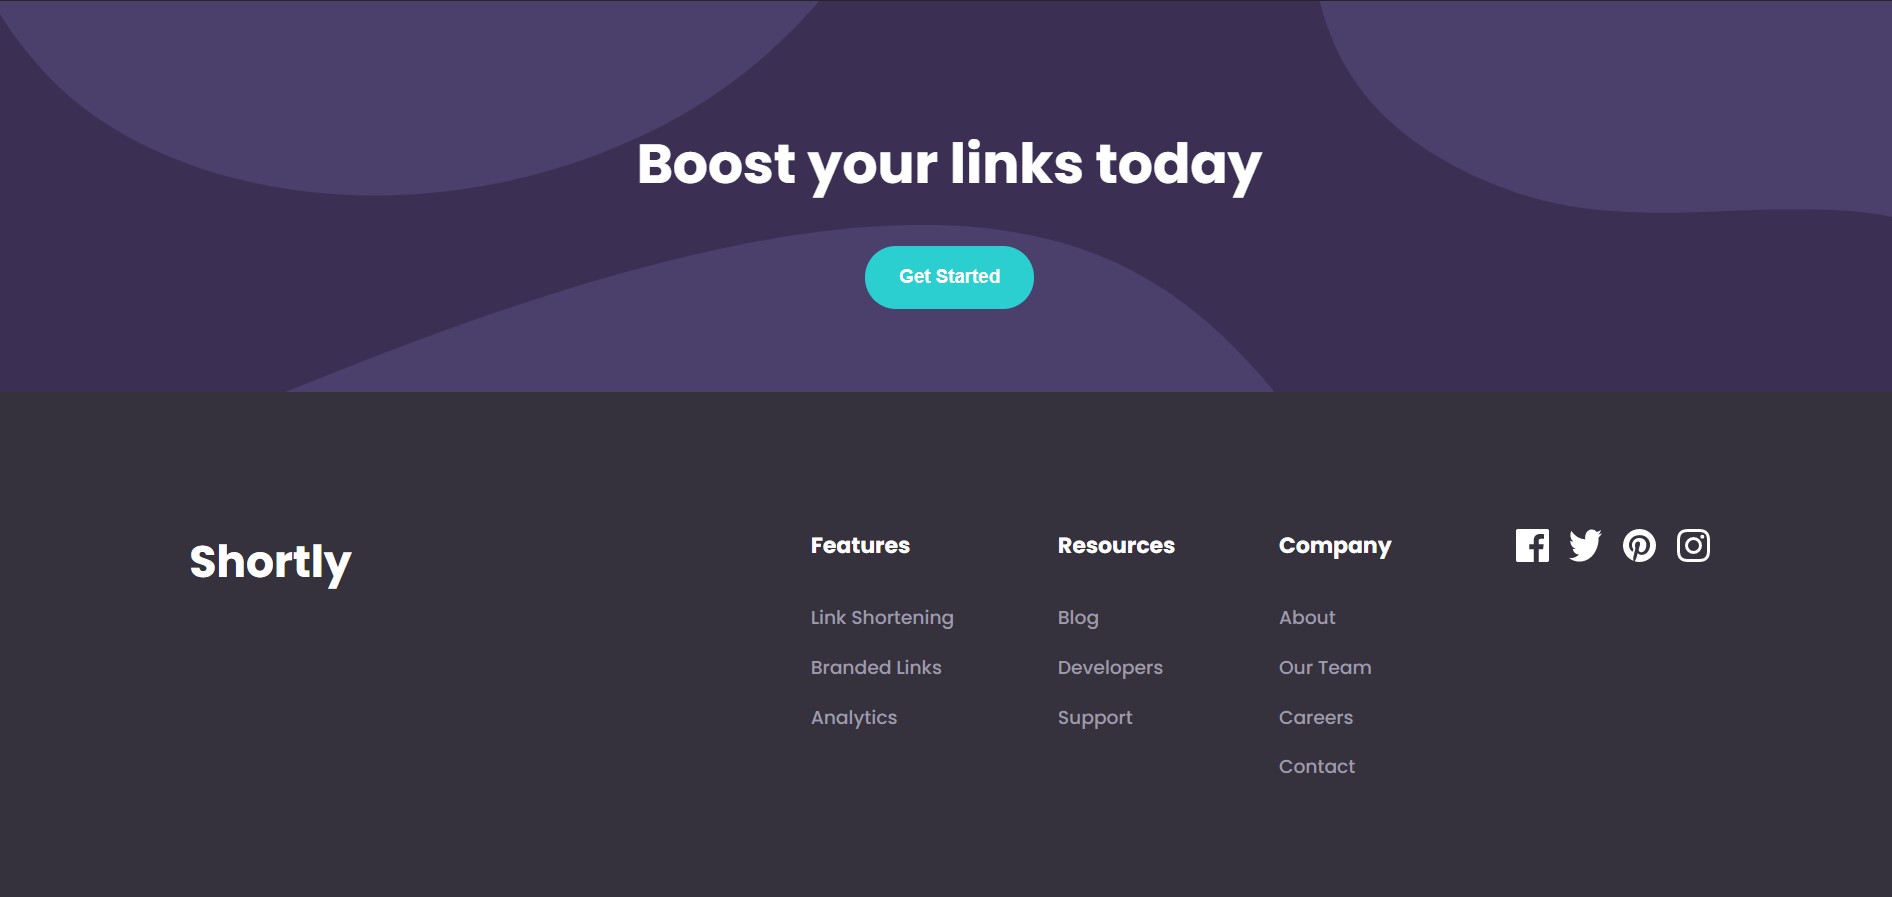 Boost your links today
Get Started
Shortly
Features
Link Shortening
Branded Links
Analytics
Resources
Blog
Developers
Support
Company
About
Our Team
Careers
Contact